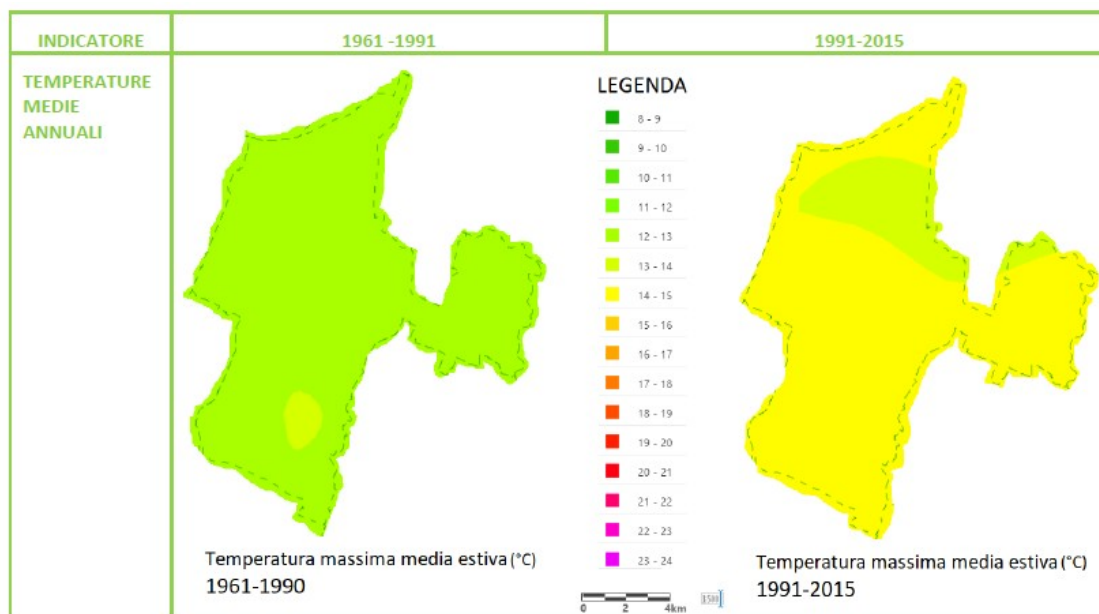 INDICATORE
1961 -1991
1991-2015
TEMPERATURE
MEDIE
ANNUALI
LEGENDA
8 - 9
9 - 10
10 - 11
11 - 12
12 - 13
13 - 14
14 - 15
15 - 16
16 - 17
17 - 18
18 - 19
19 - 20
20 - 21
21 - 22
22 - 23
23 - 24
Temperatura massima media estiva (°C)
1961-1990
Temperatura massima media estiva (°C)
1991-2015
0 2 4km